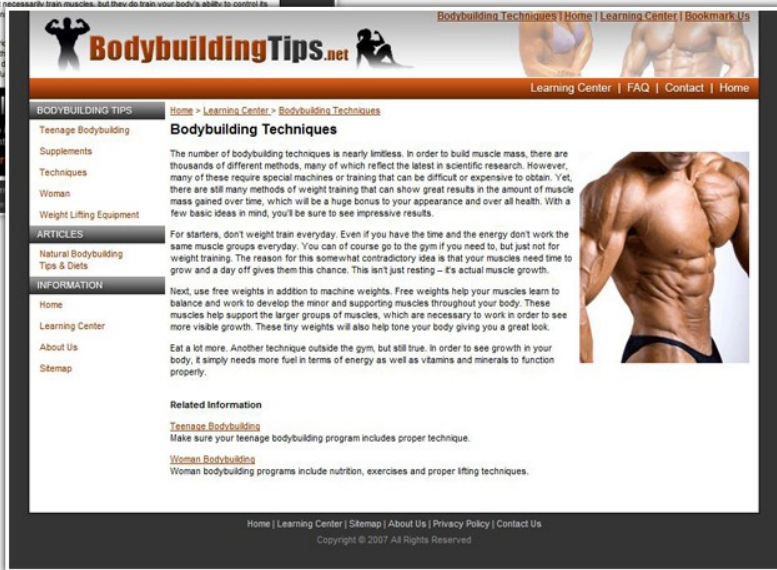 necessarily train muscles, but they do train your body's ability to control its
Bodybuilding Techniques | Home | Learning Center | Bookmark Us
BodybuildingTips.net
Learning Center | FAQ | Contact | Home
BODYBUILDING TIPS
Teenage Bodybuilding
Supplements
Techniques
Woman
Weight Lifting Equipment
ARTICLES
Natural Bodybuilding
Tips & Diets
INFORMATION
Home
Learning Center
About Us
Sitemap
Home > Learning Center > Bodybuilding Techniques
Bodybuilding Techniques
The number of bodybuilding techniques is nearly limitless. In order to build muscle mass, there are
thousands of different methods, many of which reflect the latest in scientific research. However,
many of these require special machines or training that can be difficult or expensive to obtain. Yet,
there are still many methods of weight training that can show great results in the amount of muscle
mass gained over time, which will be a huge bonus to your appearance and over all health. With a
few basic ideas in mind, you'll be sure to see impressive results.
For starters, don't weight train everyday. Even if you have the time and the energy don't work the
same muscle groups everyday. You can of course go to the gym if you need to, but just not for
weight training. The reason for this somewhat contradictory idea is that your muscles need time to
grow and a day off gives them this chance. This isn't just resting – it's actual muscle growth.
Next, use free weights in addition to machine weights. Free weights help your muscles learn to
balance and work to develop the minor and supporting muscles throughout your body. These
muscles help support the larger groups of muscles, which are necessary to work in order to see
more visible growth. These tiny weights will also help tone your body giving you a great look.
Eat a lot more. Another technique outside the gym, but still true. In order to see growth in your
body, it simply needs more fuel in terms of energy as well as vitamins and minerals to function
properly.
Related Information
Teenage Bodybuilding
Make sure your teenage bodybuilding program includes proper technique.
Woman Bodybuilding
Woman bodybuilding programs include nutrition, exercises and proper lifting techniques.
Home | Learning Center | Sitemap | About Us | Privacy Policy | Contact Us
Copyright © 2007 All Rights Reserved